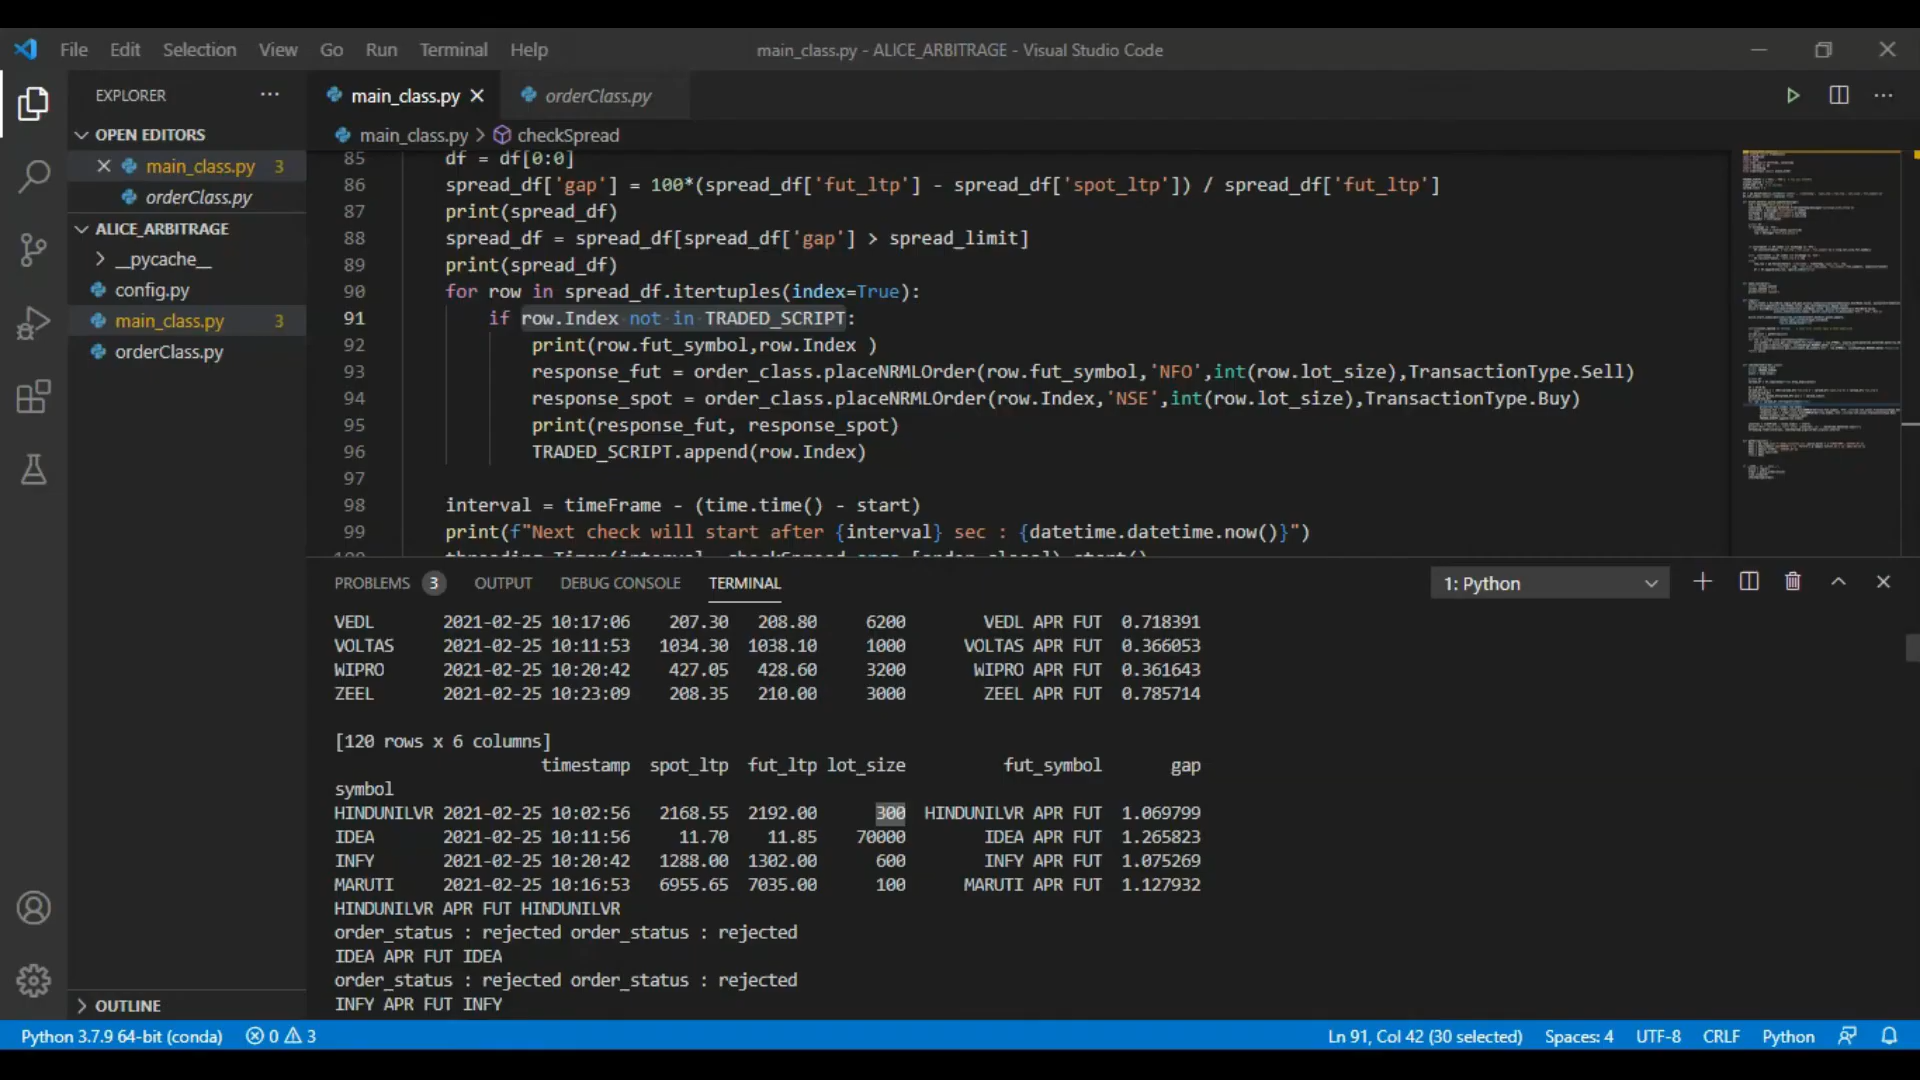 File Edit Selection View Go Run Terminal Help
main_class.py - ALICE_ARBITRAGE - Visual Studio Code
EXPLORER
OPEN EDITORS
main_class.py 3
orderClass.py
ALICE_ARBITRAGE
__pycache__
config.py
main_class.py 3
orderClass.py
OUTLINE
main_class.py
orderClass.py
main_class.py > checkSpread
85 df = df[0:0]
86 spread_df['gap'] = 100*(spread_df['fut_ltp'] - spread_df['spot_ltp']) / spread_df['fut_ltp']
87 print(spread_df)
88 spread_df = spread_df[spread_df['gap'] > spread_limit]
89 print(spread_df)
90 for row in spread_df.itertuples(index=True):
91 if row.Index not in TRADED_SCRIPT:
92 print(row.fut_symbol,row.Index )
93 response_fut = order_class.placeNRMLOrder(row.fut_symbol,'NFO',int(row.lot_size),TransactionType.Sell)
94 response_spot = order_class.placeNRMLOrder(row.Index,'NSE',int(row.lot_size),TransactionType.Buy)
95 print(response_fut, response_spot)
96 TRADED_SCRIPT.append(row.Index)
97
98 interval = timeFrame - (time.time() - start)
99 print(f"Next check will start after {interval} sec : {datetime.datetime.now()}")
PROBLEMS 3 OUTPUT DEBUG CONSOLE TERMINAL
1: Python
VEDL 2021-02-25 10:17:06 207.30 208.80 6200 VEDL APR FUT 0.718391
VOLTAS 2021-02-25 10:11:53 1034.30 1038.10 1000 VOLTAS APR FUT 0.366053
WIPRO 2021-02-25 10:20:42 427.05 428.60 3200 WIPRO APR FUT 0.361643
ZEEL 2021-02-25 10:23:09 208.35 210.00 3000 ZEEL APR FUT 0.785714
[120 rows x 6 columns]
timestamp spot_ltp fut_ltp lot_size fut_symbol gap
symbol
HINDUNILVR 2021-02-25 10:02:56 2168.55 2192.00 300 HINDUNILVR APR FUT 1.069799
IDEA 2021-02-25 10:11:56 11.70 11.85 70000 IDEA APR FUT 1.265823
INFY 2021-02-25 10:20:42 1288.00 1302.00 600 INFY APR FUT 1.075269
MARUTI 2021-02-25 10:16:53 6955.65 7035.00 100 MARUTI APR FUT 1.127932
HINDUNILVR APR FUT HINDUNILVR
order_status : rejected order_status : rejected
IDEA APR FUT IDEA
order_status : rejected order_status : rejected
INFY APR FUT INFY
Python 3.7.9 64-bit (conda) 0 3
Ln 91, Col 42 (30 selected) Spaces: 4 UTF-8 CRLF Python